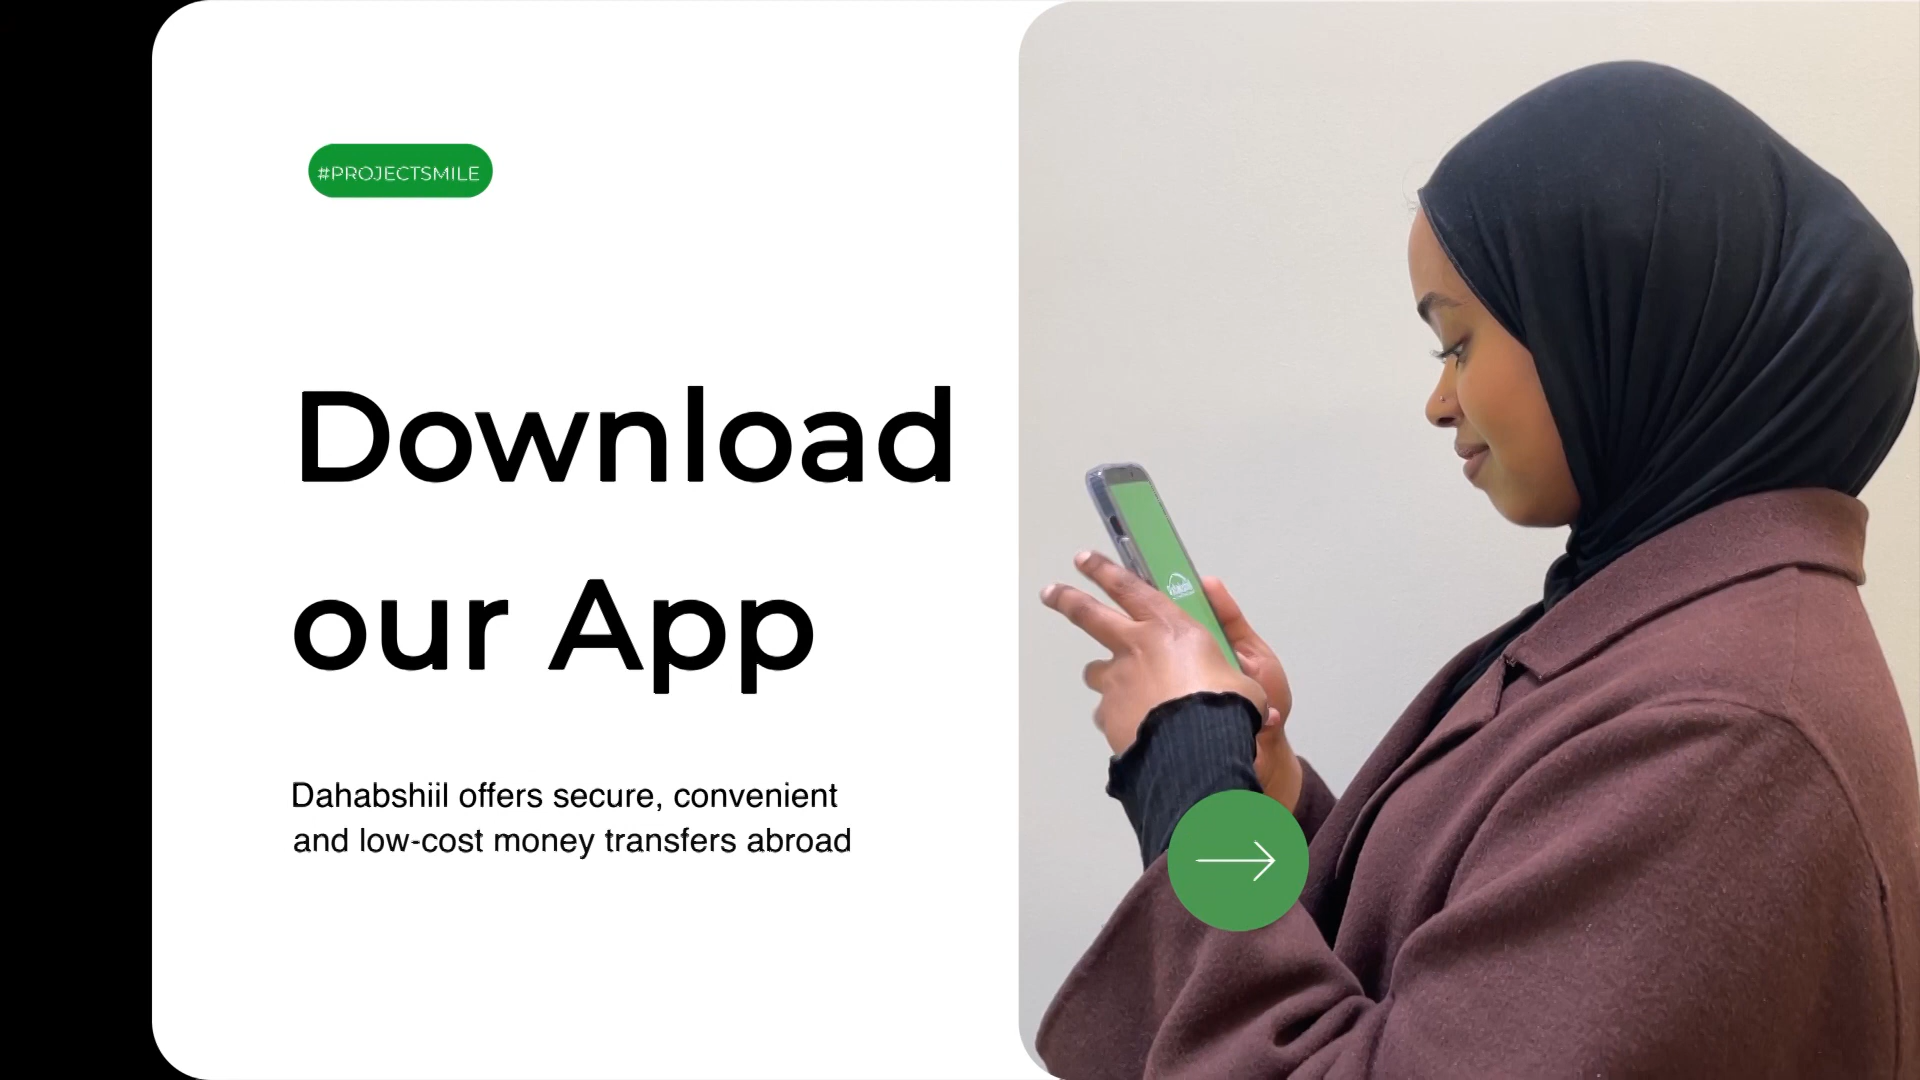 #PROJECTSMILE
Download
our App
Dahabshiil offers secure, convenient
and low-cost money transfers abroad